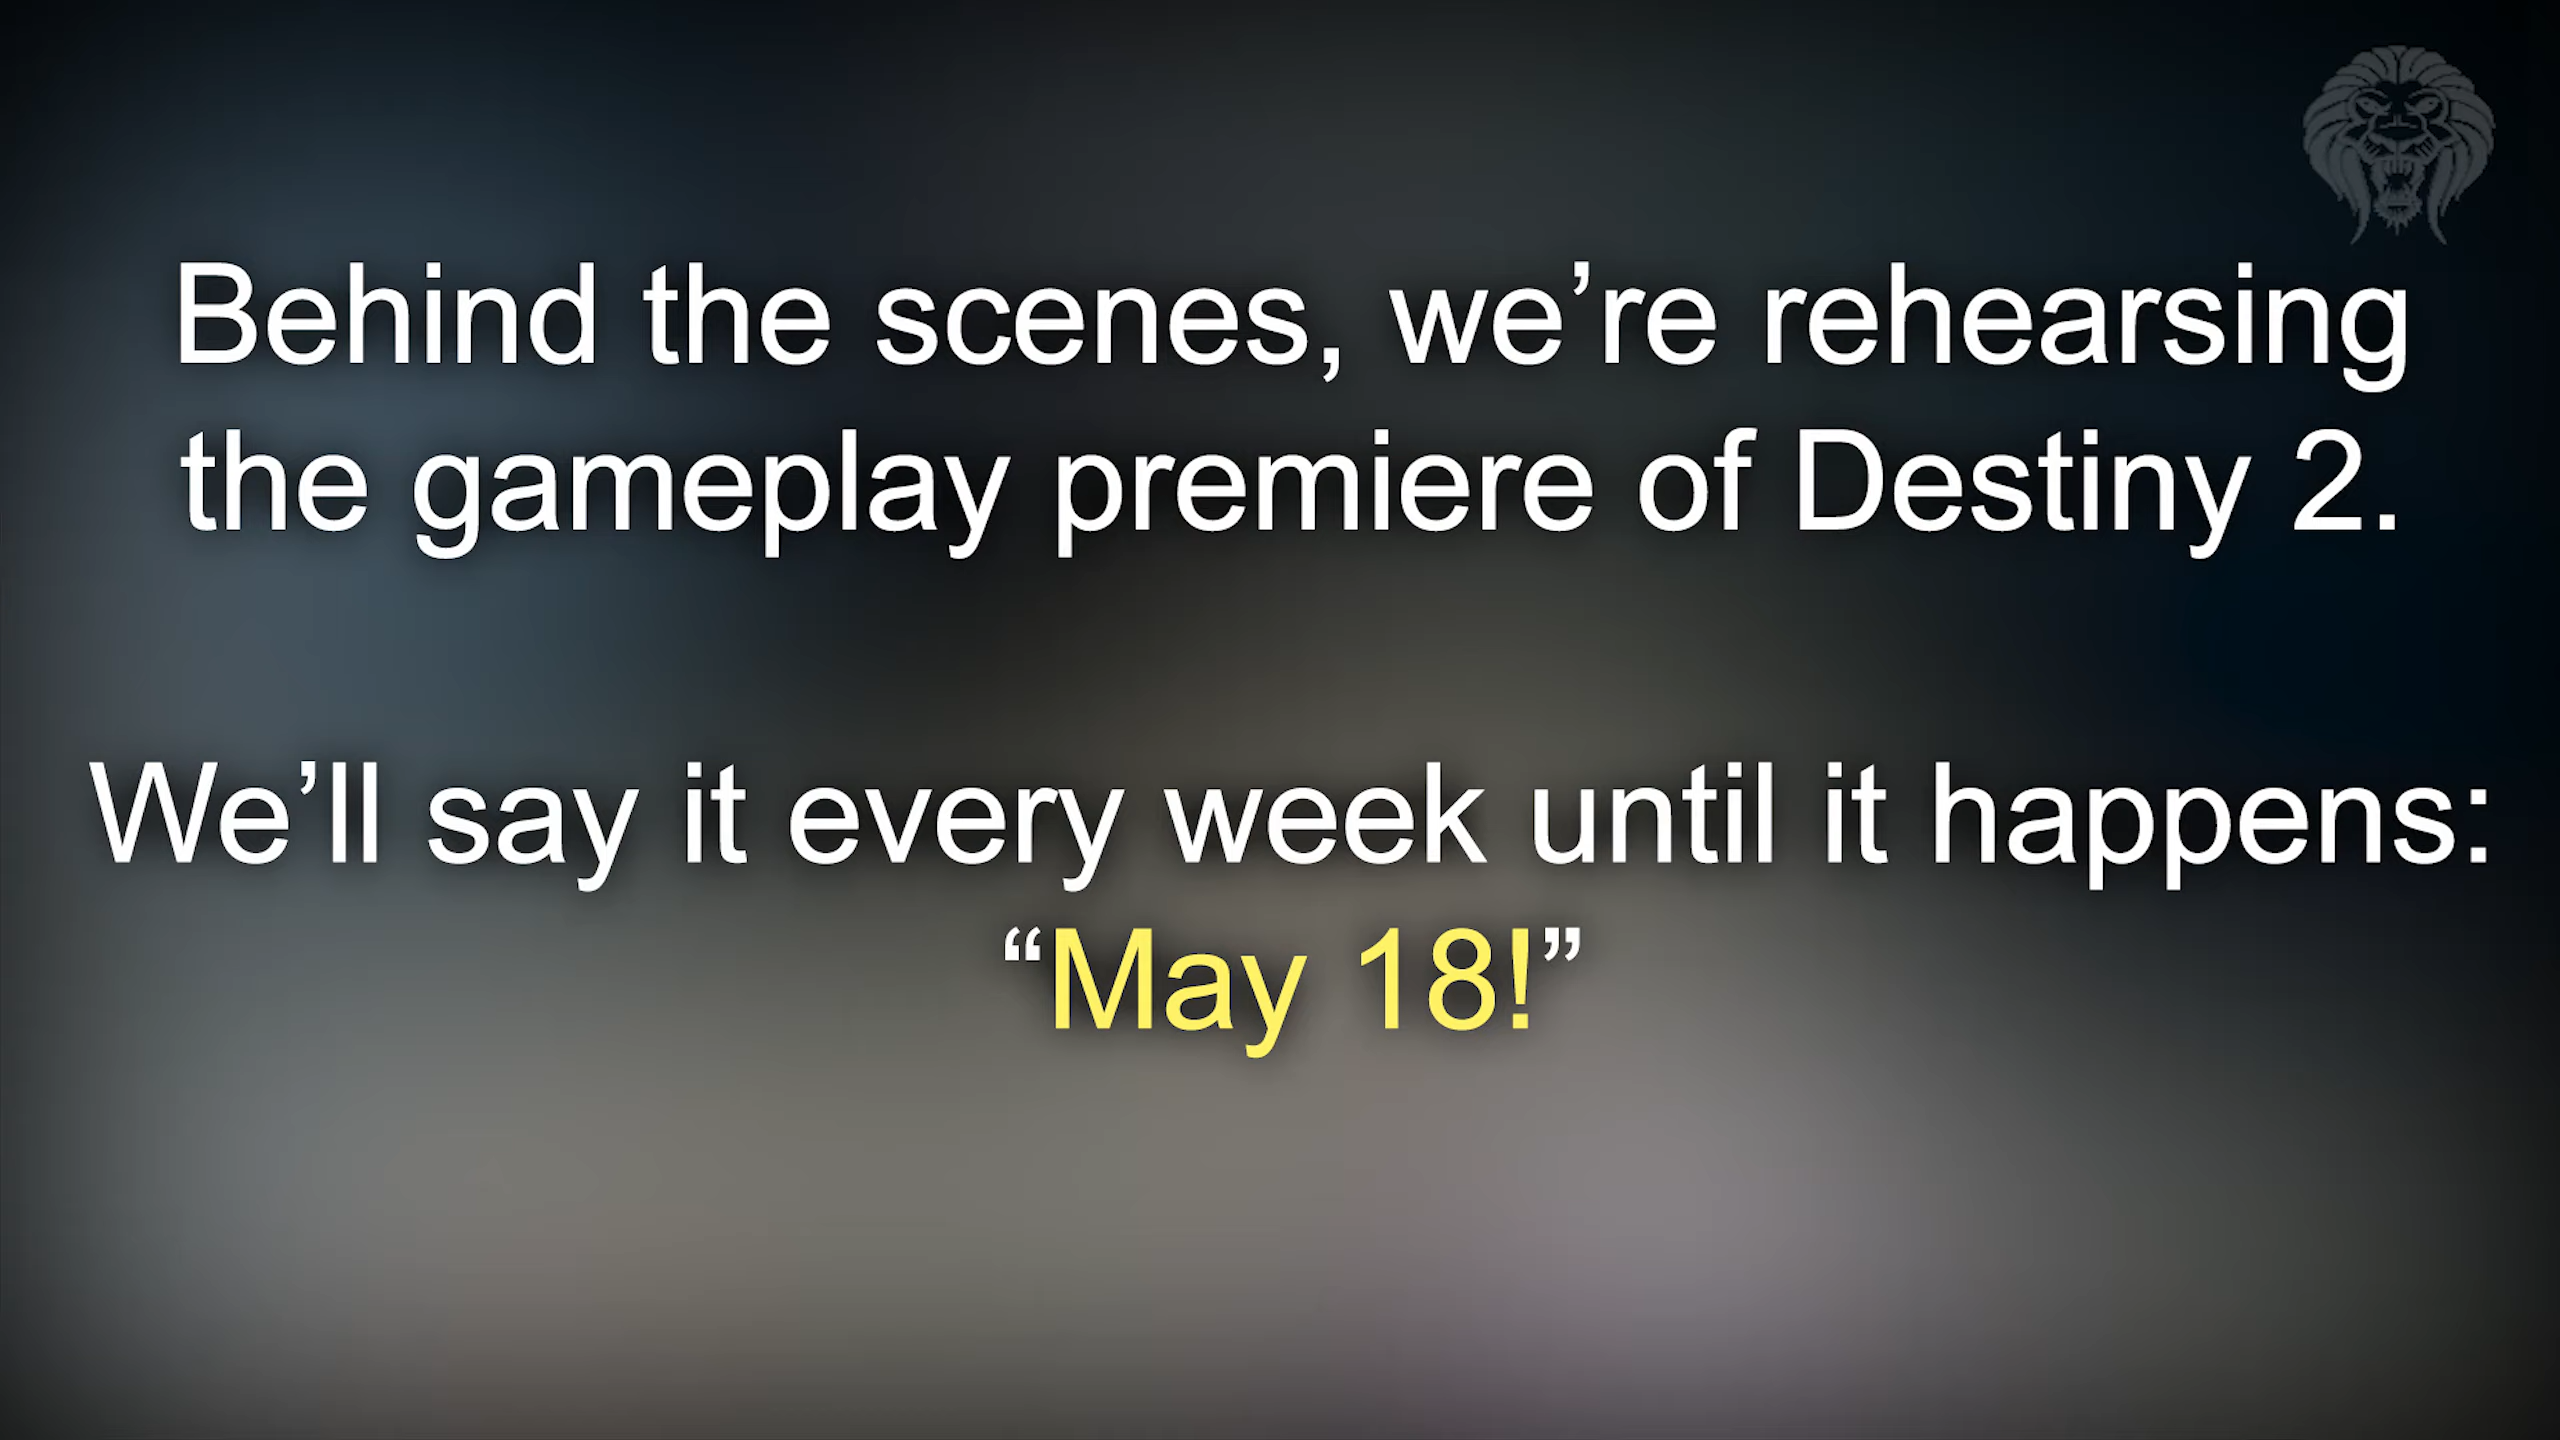 Behind the scenes, we’re rehearsing
the gameplay premiere of Destiny 2.
We’ll say it every week until it happens:
“May 18!”